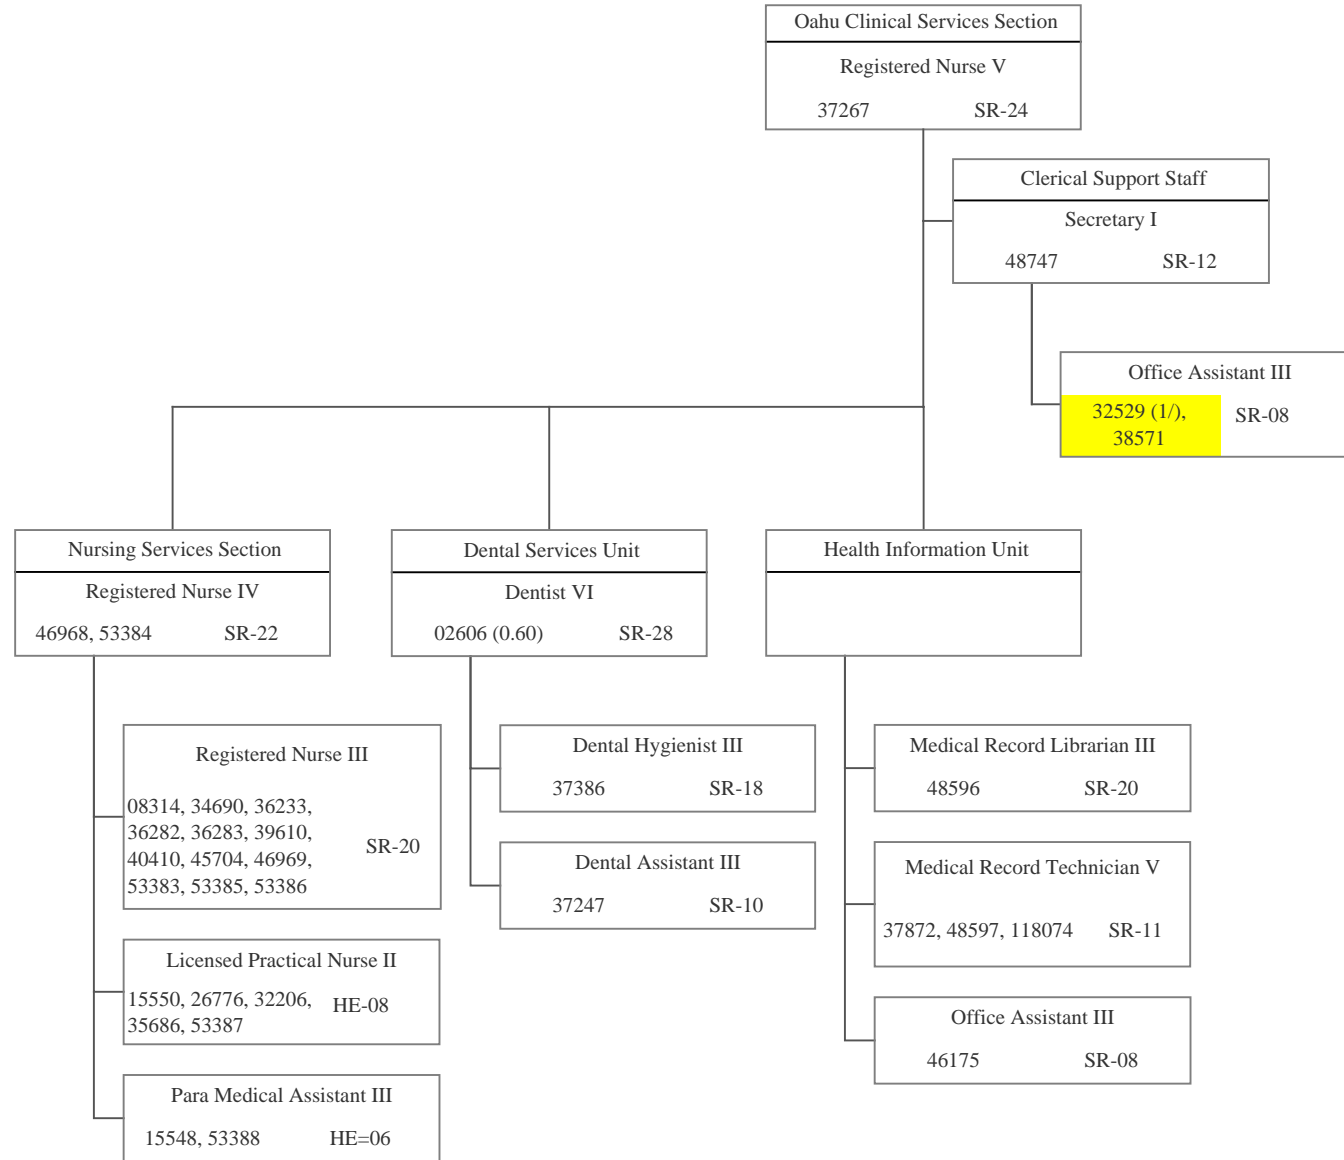 Oahu Clinical Services Section
Registered Nurse V
37267 SR-24
Clerical Support Staff
Secretary I
48747 SR-12
Office Assistant III
32529 (1/),
38571
SR-08
Nursing Services Section
Registered Nurse IV
46968, 53384 SR-22
Registered Nurse III
08314, 34690, 36233,
36282, 36283, 39610,
40410, 45704, 46969,
53383, 53385, 53386
SR-20
Licensed Practical Nurse II
15550, 26776, 32206,
35686, 53387
HE-08
Para Medical Assistant III
15548, 53388 HE=06
Dental Services Unit
Dentist VI
02606 (0.60) SR-28
Dental Hygienist III
37386 SR-18
Dental Assistant III
37247 SR-10
Health Information Unit
Medical Record Librarian III
48596 SR-20
Medical Record Technician V
37872, 48597, 118074 SR-11
Office Assistant III
46175 SR-08